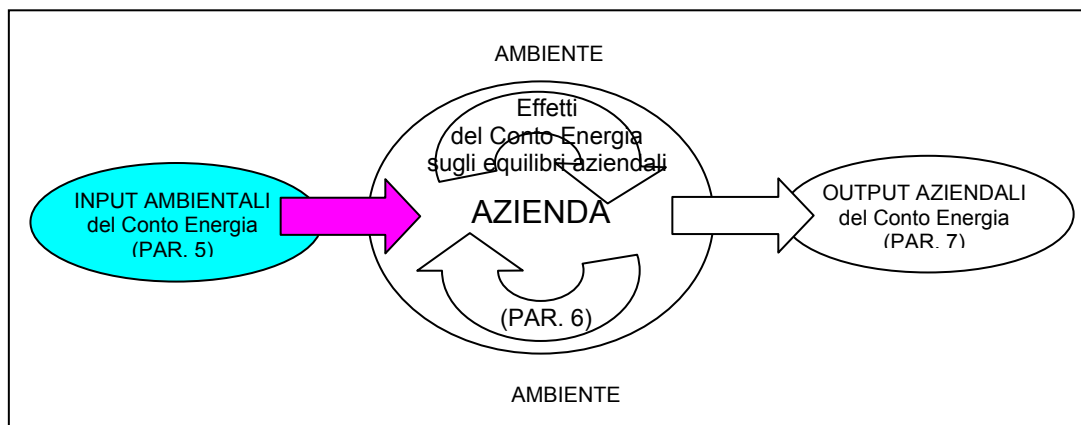 AMBIENTE
Effetti
del Conto Energia
sugli equilibri aziendali
INPUT AMBIENTALI
del Conto Energia
(PAR. 5)
AZIENDA
OUTPUT AZIENDALI
del Conto Energia
(PAR. 7)
(PAR. 6)
AMBIENTE